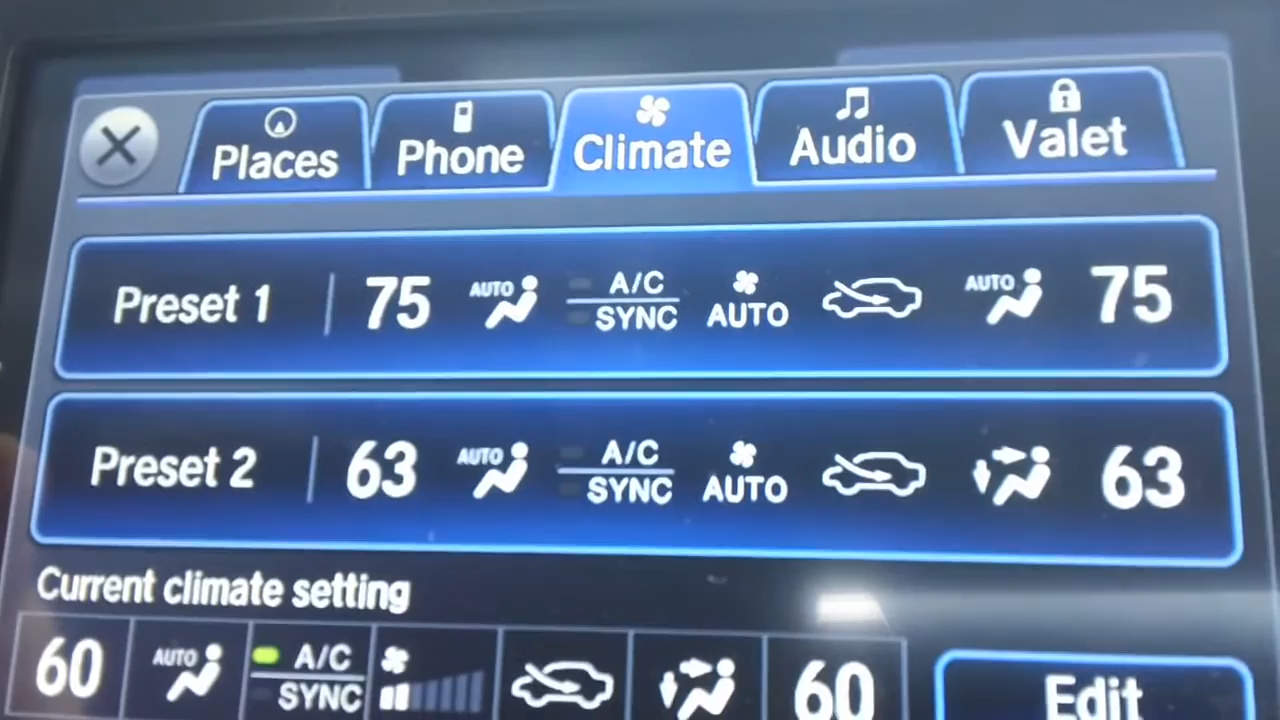 Places Phone Climate Audio Valet
Preset 1 75 AUTO A/C SYNC AUTO AUTO 75
Preset 2 63 AUTO A/C SYNC AUTO 63
Current climate setting
60 AUTO A/C SYNC 60 Edit